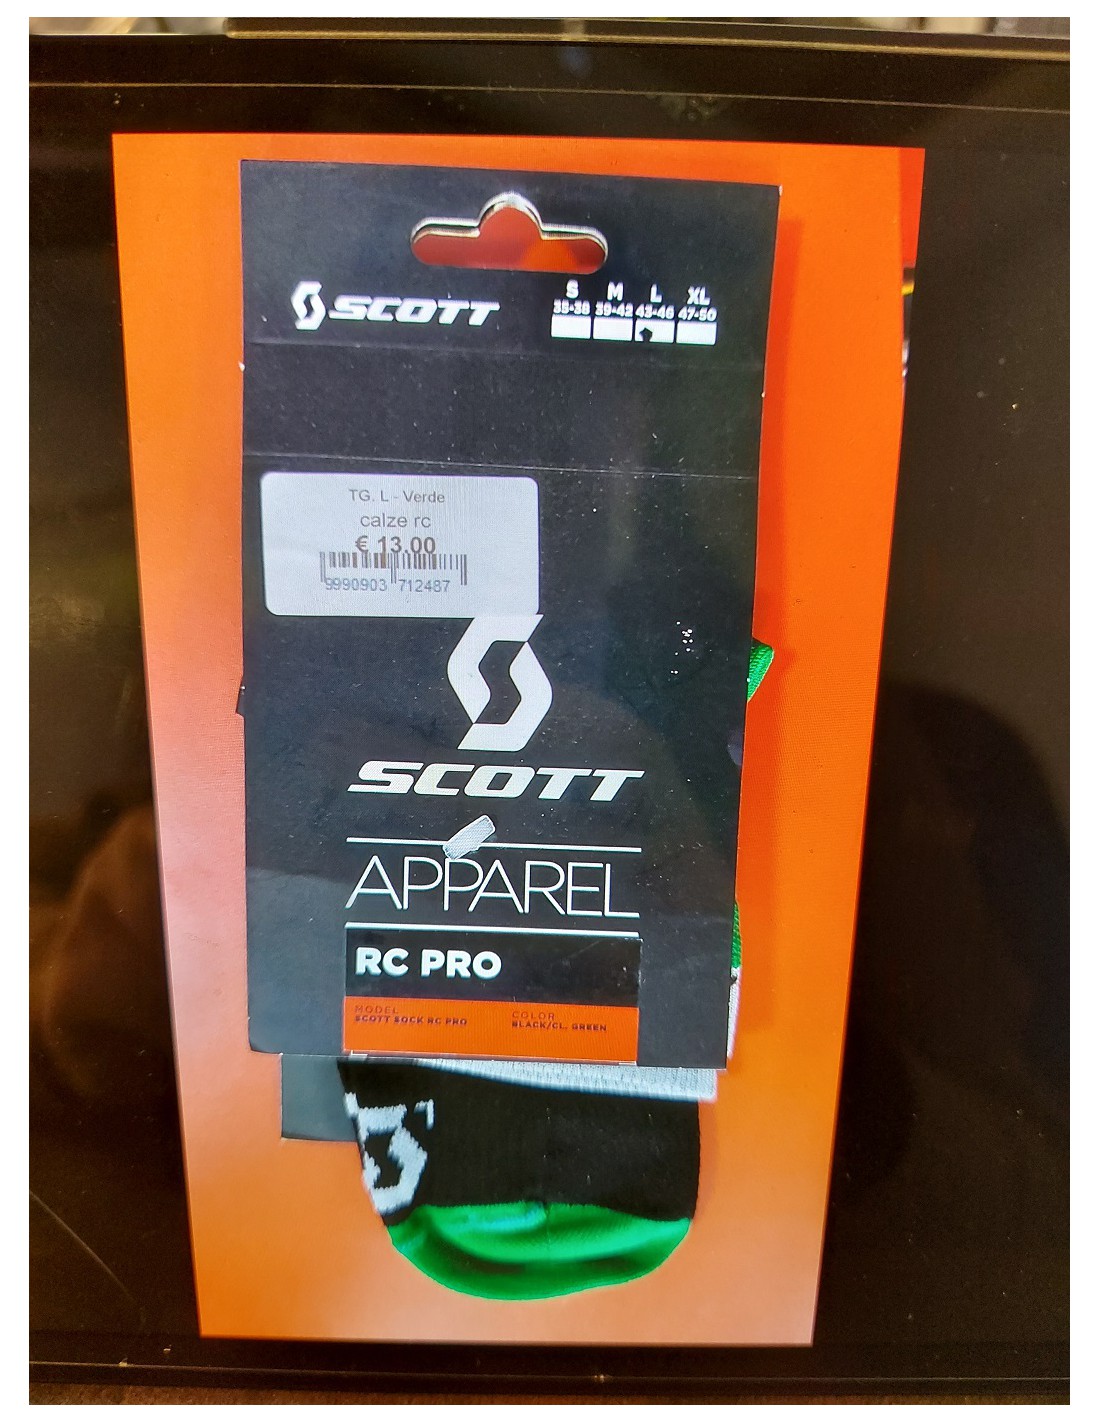 SCOTT
S M L XL
35-38 39-42 43-46 47-50
TG. L - Verde
calze rc
€ 13.00
9990903 712487
SCOTT
APPAREL
RC PRO
MODEL COLOR
SCOTT SOCK RC PRO BLACK/CL. GREEN